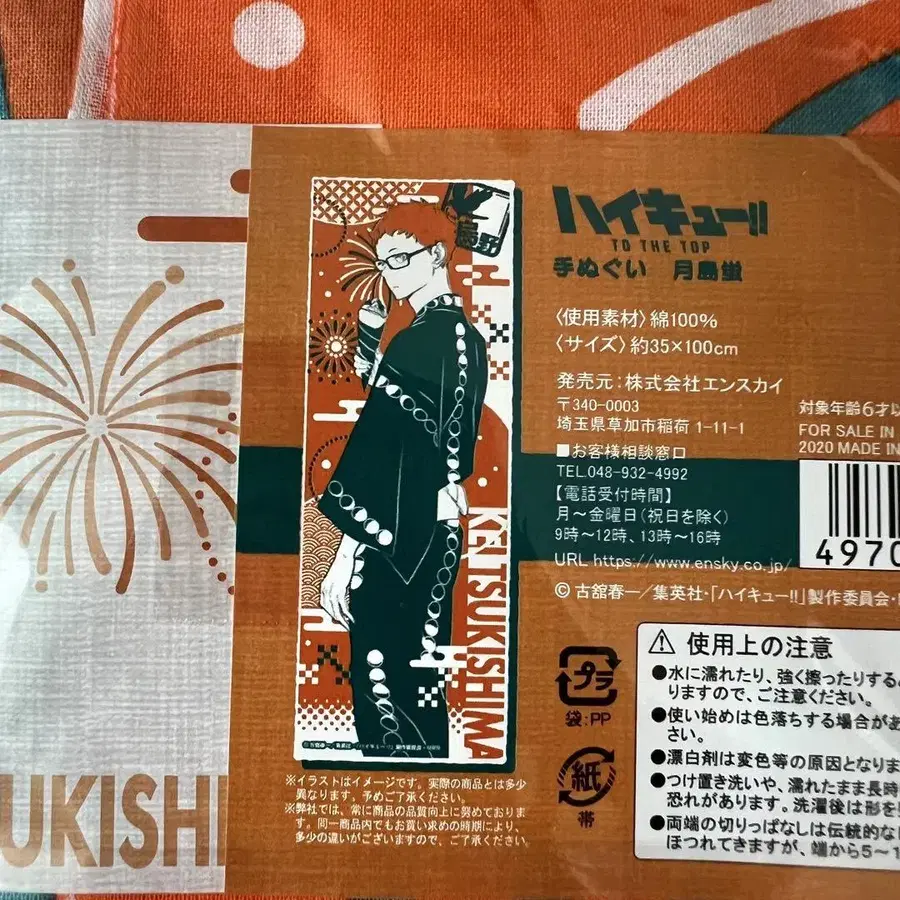 ハイキュー!!
TO THE TOP
手ぬぐい 月島蛍
〈使用素材〉綿100%
〈サイズ〉約35×100cm
発売元：株式会社エンスカイ
〒340-0003
埼玉県草加市稲荷 1-11-1
■お客様相談窓口
TEL.048-932-4992
【電話受付時間】
月～金曜日(祝日を除く)
9時～12時、13時～16時
URL https://www.ensky.co.jp/
©古舘春一／集英社・「ハイキュー!!」製作委員会・
対象年齢6才以
FOR SALE IN
2020 MADE IN
4970
烏野
KEI TSUKISHIMA
※イラストはイメージです。実際の商品とは多少
異なります。予めご了承ください。
※弊社では、常に商品の品質向上に努めておりま
す。同一商品内でもお買い求めの時期により、
多少の違いがございますので、ご了承ください。
プラ
袋：PP
紙
帯
使用上の注意
●水に濡れたり、強く擦ったりする
りますので、ご注意ください。
●使い始めは色落ちする場合があ
さい。
●漂白剤は変色等の原因となりま
●つけ置き洗いや、濡れたまま長時
恐れがあります。洗濯後は形を
●両端の切りっぱなしは伝統的な
ほつれてきますが、端から5～1
UKISHI